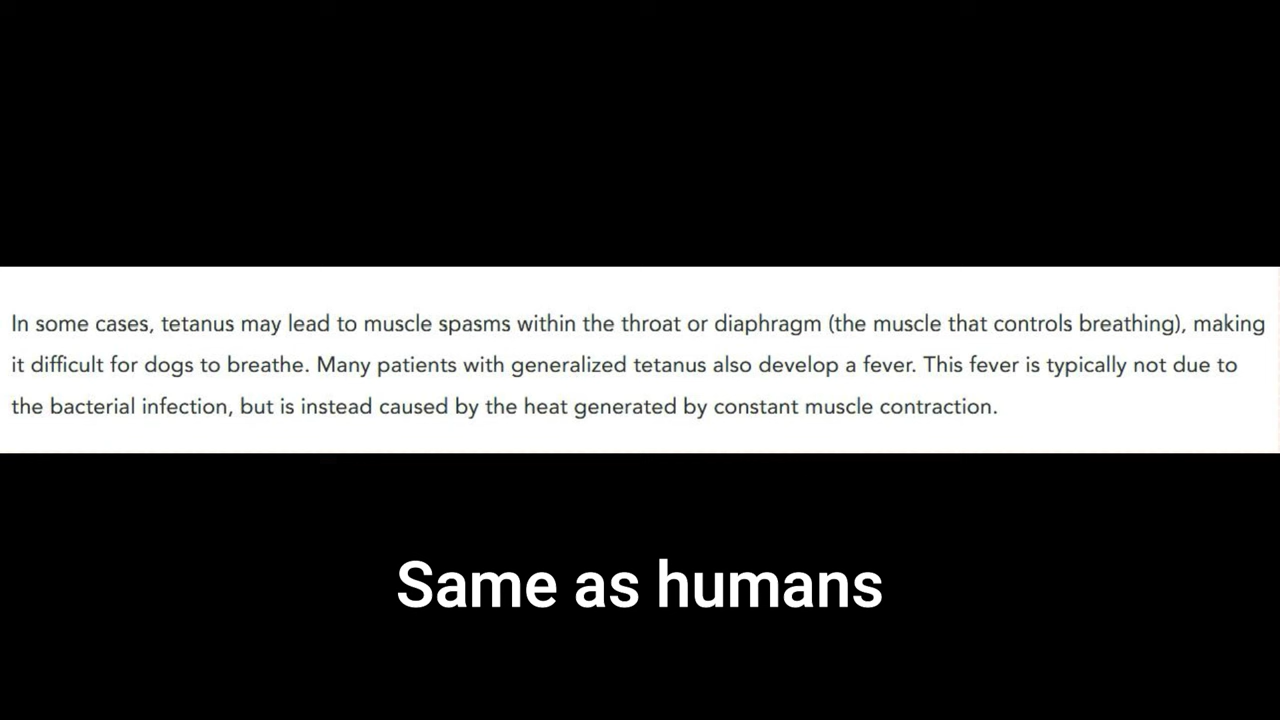 In some cases, tetanus may lead to muscle spasms within the throat or diaphragm (the muscle that controls breathing), making
it difficult for dogs to breathe. Many patients with generalized tetanus also develop a fever. This fever is typically not due to
the bacterial infection, but is instead caused by the heat generated by constant muscle contraction.
Same as humans